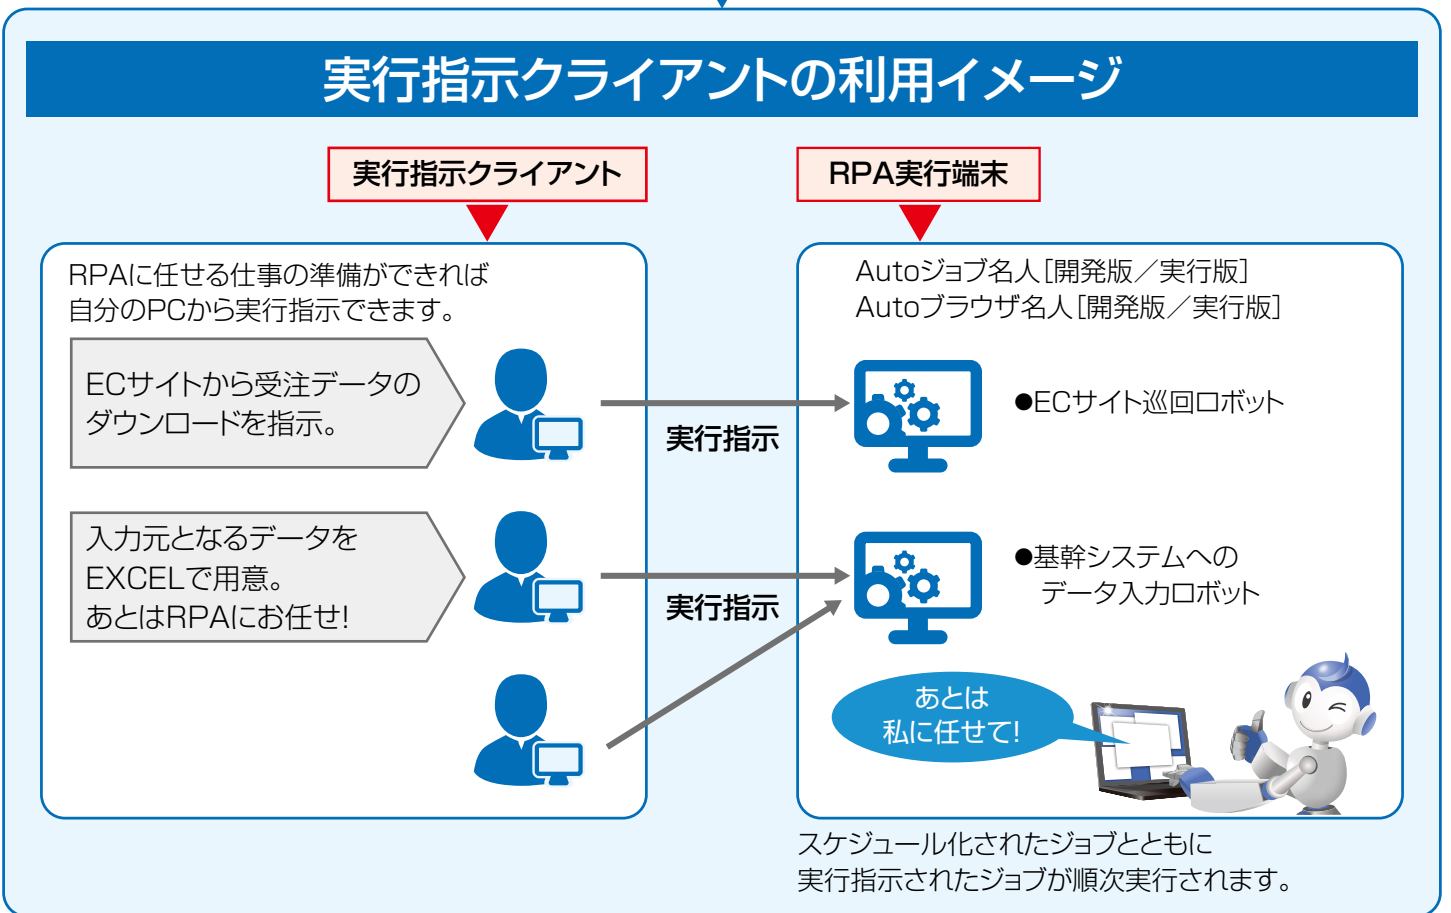 実行指示クライアントの利用イメージ
実行指示クライアント
RPAに任せる仕事の準備ができれば
自分のPCから実行指示できます。
ECサイトから受注データの
ダウンロードを指示。
実行指示
入力元となるデータを
EXCELで用意。
あとはRPAにお任せ!
実行指示
RPA実行端末
Autoジョブ名人[開発版／実行版]
Autoブラウザ名人[開発版／実行版]
●ECサイト巡回ロボット
●基幹システムへの
データ入力ロボット
あとは
私に任せて!
スケジュール化されたジョブとともに
実行指示されたジョブが順次実行されます。